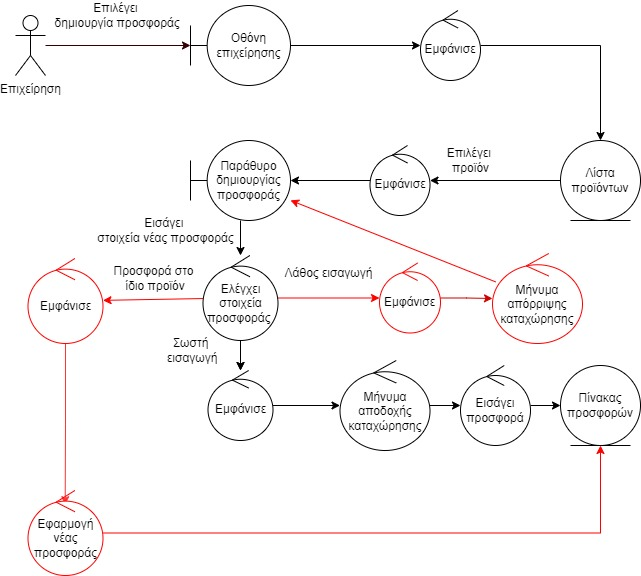 Επιλέγει
δημιουργία προσφοράς
Επιχείρηση
Οθόνη
επιχείρησης
Εμφάνισε
Λίστα
προϊόντων
Επιλέγει
προϊόν
Εμφάνισε
Παράθυρο
δημιουργίας
προσφοράς
Εισάγει
στοιχεία νέας προσφοράς
Ελέγχει
στοιχεία
προσφοράς
Προσφορά στο
ίδιο προϊόν
Εμφάνισε
Λάθος εισαγωγή
Εμφάνισε
Μήνυμα
απόρριψης
καταχώρησης
Σωστή
εισαγωγή
Εμφάνισε
Μήνυμα
αποδοχής
καταχώρησης
Εισάγει
προσφορά
Πίνακας
προσφορών
Εφαρμογή
νέας
προσφοράς